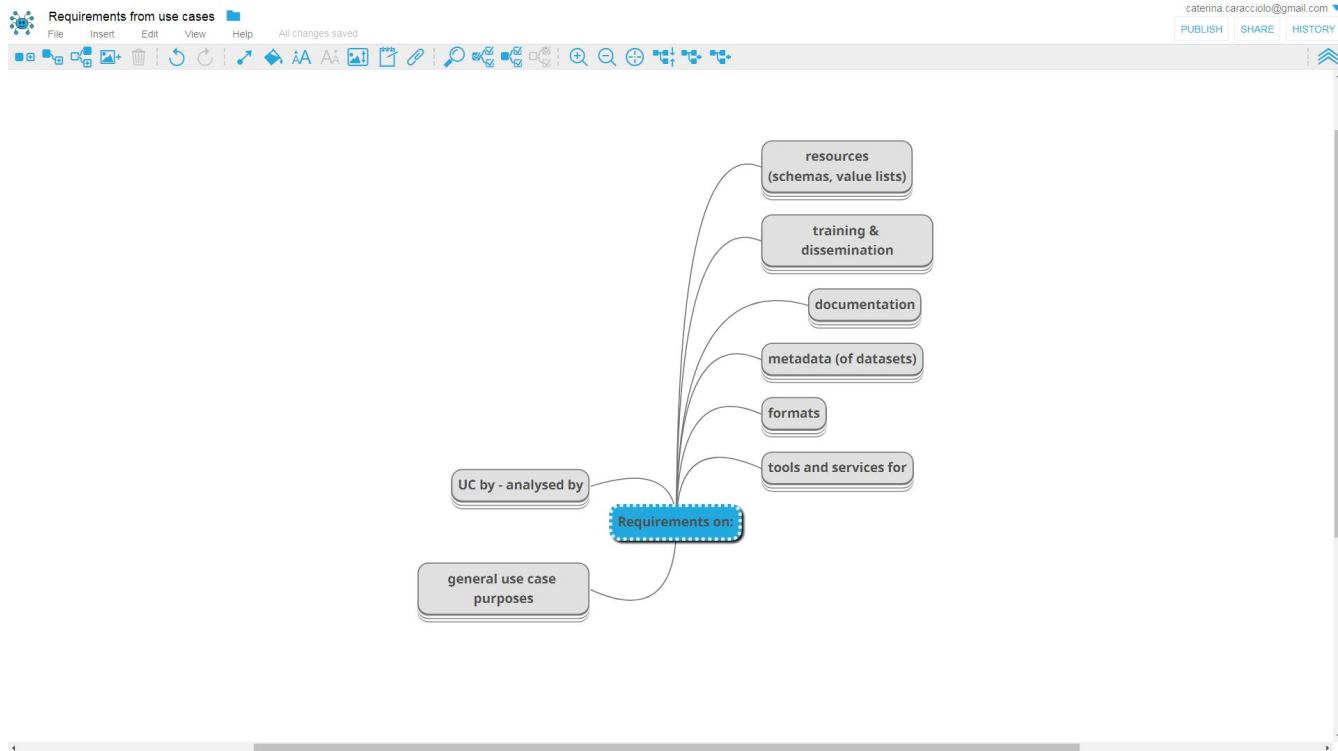 Requirements from use cases
caterina.caracciolo@gmail.com
File Insert Edit View Help All changes saved
PUBLISH SHARE HISTORY
resources
(schemas, value lists)
training &
dissemination
documentation
metadata (of datasets)
formats
tools and services for
UC by - analysed by
Requirements on:
general use case
purposes